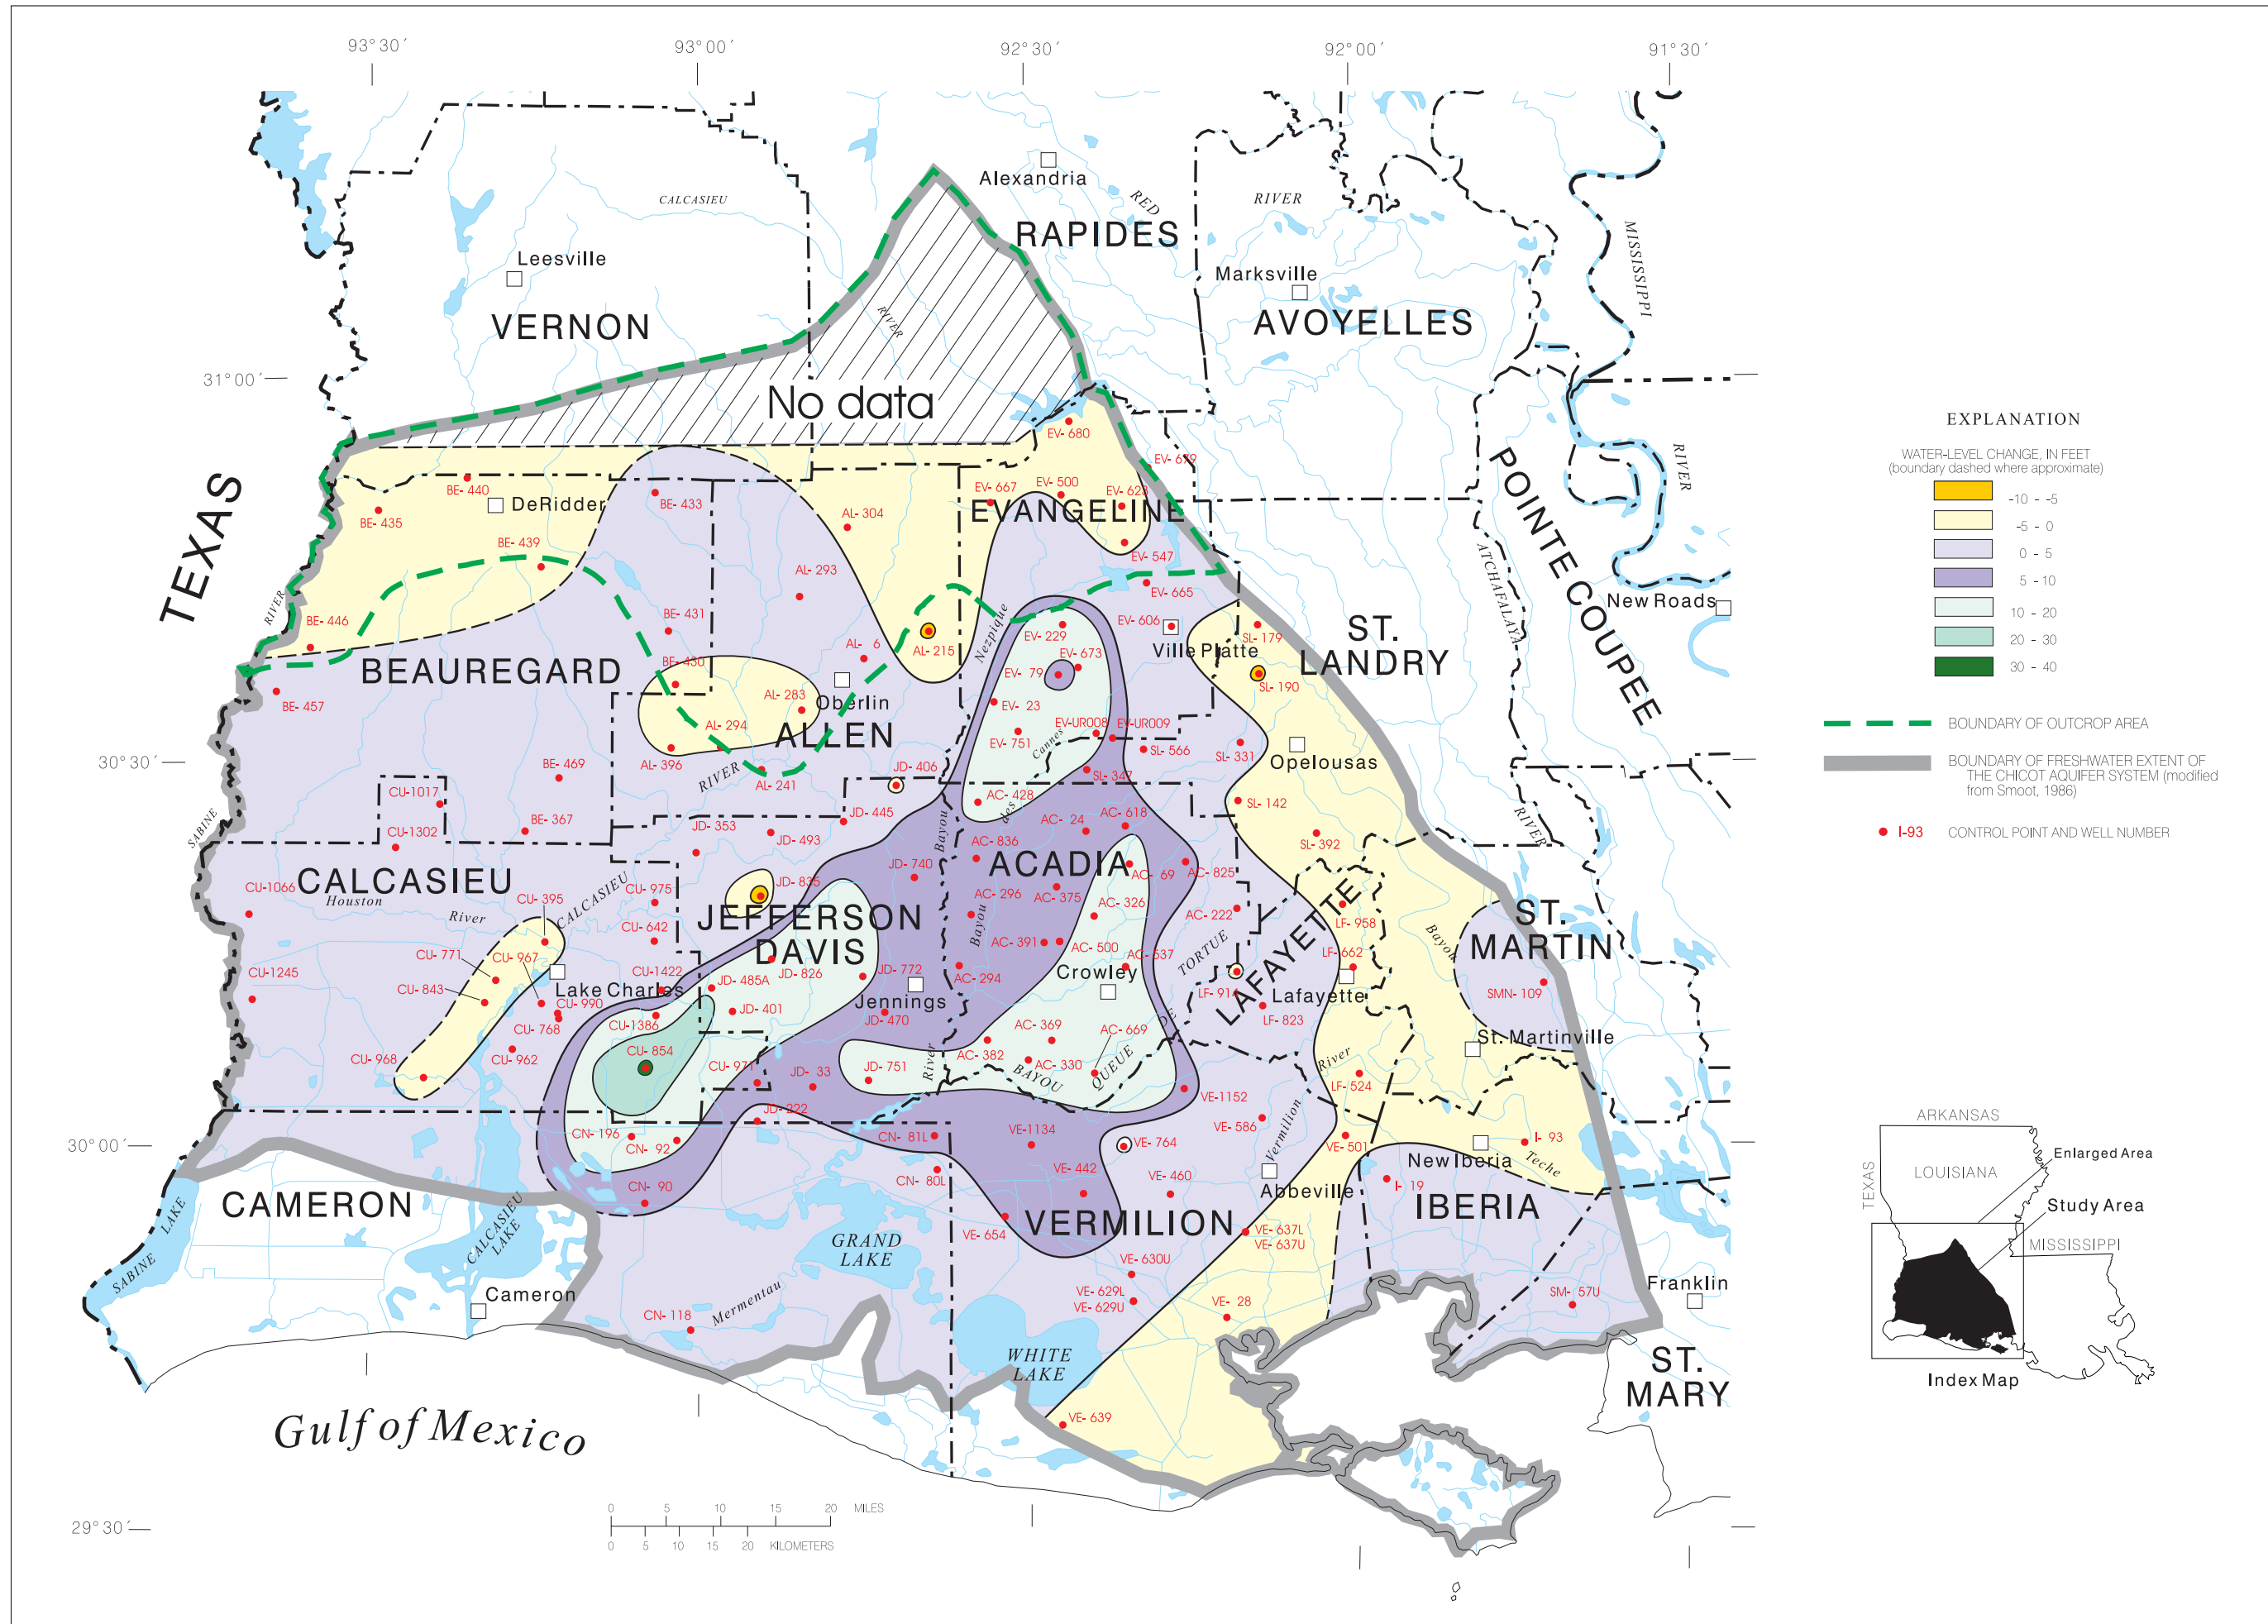 93°30′
93°00′
92°30′
92°00′
91°30′
Alexandria
RAPIDES
RED
RIVER
CALCASIEU
RIVER
Leesville
VERNON
Marksville
AVOYELLES
MISSISSIPPI
RIVER
31°00′
No data
TEXAS
EV- 680
EV- 679
BE- 440
DeRidder
BE- 433
BE- 435
EV- 667
EV- 500
EV- 623
EVANGELINE
AL- 304
BE- 439
EV- 547
POINTE COUPEE
ATCHAFALAYA
RIVER
New Roads
AL- 293
EV- 665
RIVER
BE- 446
BE- 431
EV- 229
EV- 606
Ville Platte
SL- 179
ST.
LANDRY
AL- 6
AL- 215
Nezpique
BEAUREGARD
BE- 430
EV- 673
EV- 79
SL- 190
BE- 457
AL- 283
Oberlin
EV- 23
AL- 294
ALLEN
EV-UR008
EV-UR009
EV- 751
Cannes
SL- 566
SL- 331
Opelousas
30°30′
AL- 396
RIVER
AL- 241
JD- 406
SL- 347
BE- 469
CU-1017
AC- 428
des
SL- 142
JD- 445
BE- 367
CU-1302
JD- 353
JD- 493
Bayou
AC- 24
AC- 618
SABINE
AC- 836
SL- 392
ACADIA
CALCASIEU
Houston
River
CALCASIEU
CU-1066
CU- 395
CU- 975
JD- 835
JD- 740
AC- 296
AC- 375
AC- 69
AC- 825
AC- 326
AC- 222
LAFAYETTE
LF- 958
JEFFERSON
DAVIS
ST.
MARTIN
Bayou
CU- 642
Bayou
AC- 391
AC- 500
AC- 537
TORTUE
LF- 662
CU- 771
CU- 967
CU-1245
CU-1422
JD- 485A
JD- 826
JD- 772
AC- 294
Crowley
CU- 843
Lake Charles
CU- 990
JD- 401
Jennings
LF- 914
Lafayette
SMN- 109
CU- 768
CU-1386
JD- 470
LF- 823
DE
CU- 962
CU- 854
AC- 369
AC- 669
St. Martinville
CU- 968
CU- 971
JD- 33
JD- 751
River
AC- 382
AC- 330
BAYOU
QUEUE
River
LF- 524
JD- 222
VE-1152
30°00′
CN- 196
CN- 92
CN- 81L
VE-1134
VE- 764
VE- 586
Vermilion
VE- 501
I- 93
New Iberia
Teche
CN- 80L
VE- 442
VE- 460
Abbeville
I- 19
IBERIA
CN- 90
CAMERON
CALCASIEU
LAKE
SABINE LAKE
VE- 654
VERMILION
VE- 637L
VE- 637U
GRAND
LAKE
VE- 630U
VE- 629L
VE- 629U
VE- 28
SM- 57U
Franklin
Cameron
CN- 118
Mermentau
WHITE
LAKE
ST.
MARY
VE- 639
Gulf of Mexico
29°30′
0 5 10 15 20 MILES
0 5 10 15 20 KILOMETERS
EXPLANATION
WATER-LEVEL CHANGE, IN FEET
(boundary dashed where approximate)
-10 - -5
-5 - 0
0 - 5
5 - 10
10 - 20
20 - 30
30 - 40
BOUNDARY OF OUTCROP AREA
BOUNDARY OF FRESHWATER EXTENT OF
THE CHICOT AQUIFER SYSTEM (modified
from Smoot, 1986)
I-93 CONTROL POINT AND WELL NUMBER
ARKANSAS
TEXAS
LOUISIANA
Enlarged Area
Study Area
MISSISSIPPI
Index Map